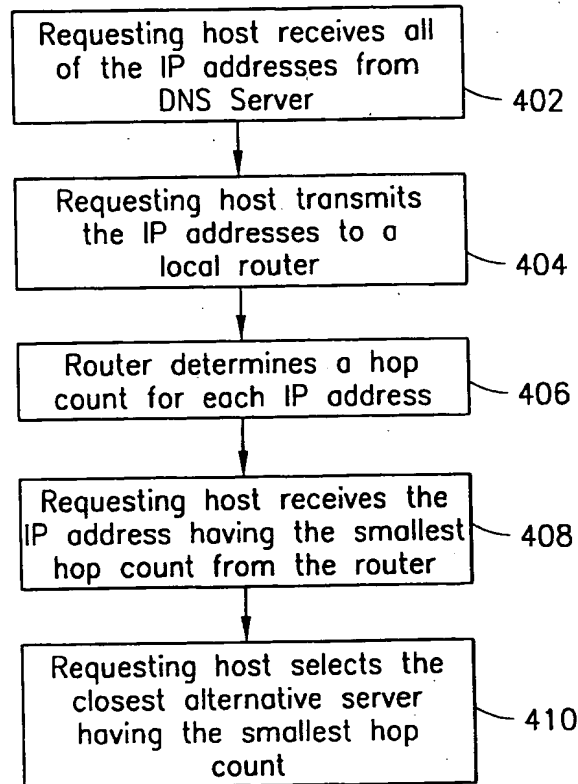 Requesting host receives all
of the IP addresses from
DNS Server
402
Requesting host transmits
the IP addresses to a
local router
404
Router determines a hop
count for each IP address
406
Requesting host receives the
IP address having the smallest
hop count from the router
408
Requesting host selects the
closest alternative server
having the smallest hop
count
410